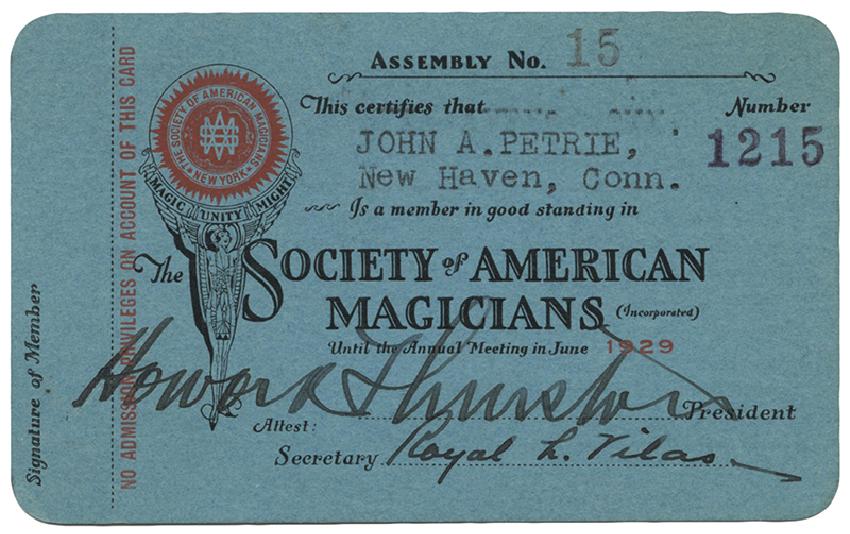 ASSEMBLY No. 15
This certifies that
Number
JOHN A. PETRIE,
1215
New Haven, Conn.
Is a member in good standing in
The SOCIETY of AMERICAN
MAGICIANS (Incorporated)
Until the Annual Meeting in June 1929
Howard Thurston
President
Attest:
Secretary Royal L. Vilas
THE SOCIETY OF AMERICAN MAGICIANS
NEW YORK
MAGIC UNITY MIGHT
NO ADMISSION PRIVILEGES ON ACCOUNT OF THIS CARD
Signature of Member